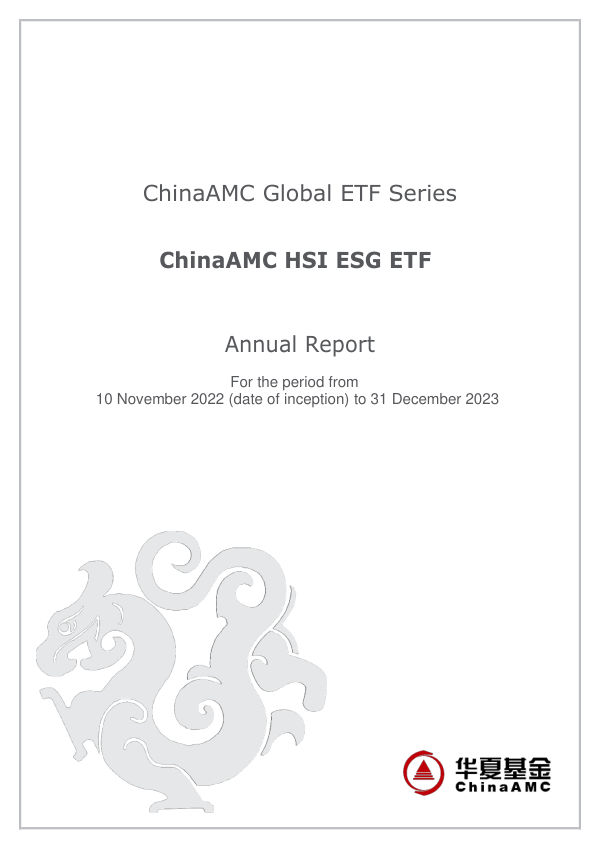 ChinaAMC Global ETF Series
ChinaAMC HSI ESG ETF
Annual Report
For the period from
10 November 2022 (date of inception) to 31 December 2023
华夏基金
ChinaAMC